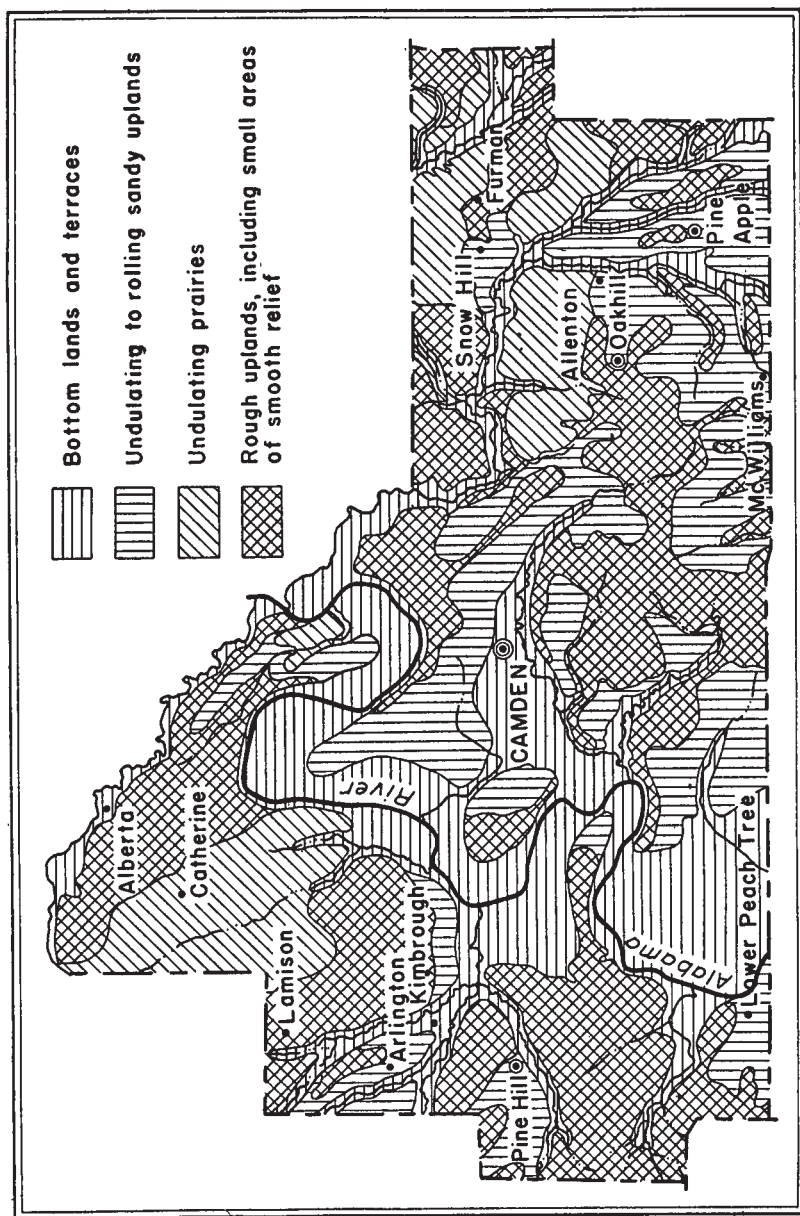 Bottom lands and terraces
Undulating to rolling sandy uplands
Undulating prairies
Rough uplands, including small areas
of smooth relief
Alberta
Catherine
Lamison
Arlington
Kimbrough
Pine Hill
River
CAMDEN
Alabama
Lower Peach Tree
Snow Hill
Furman
Allenton
Oakhill
Pine
Apple
Mc Williams